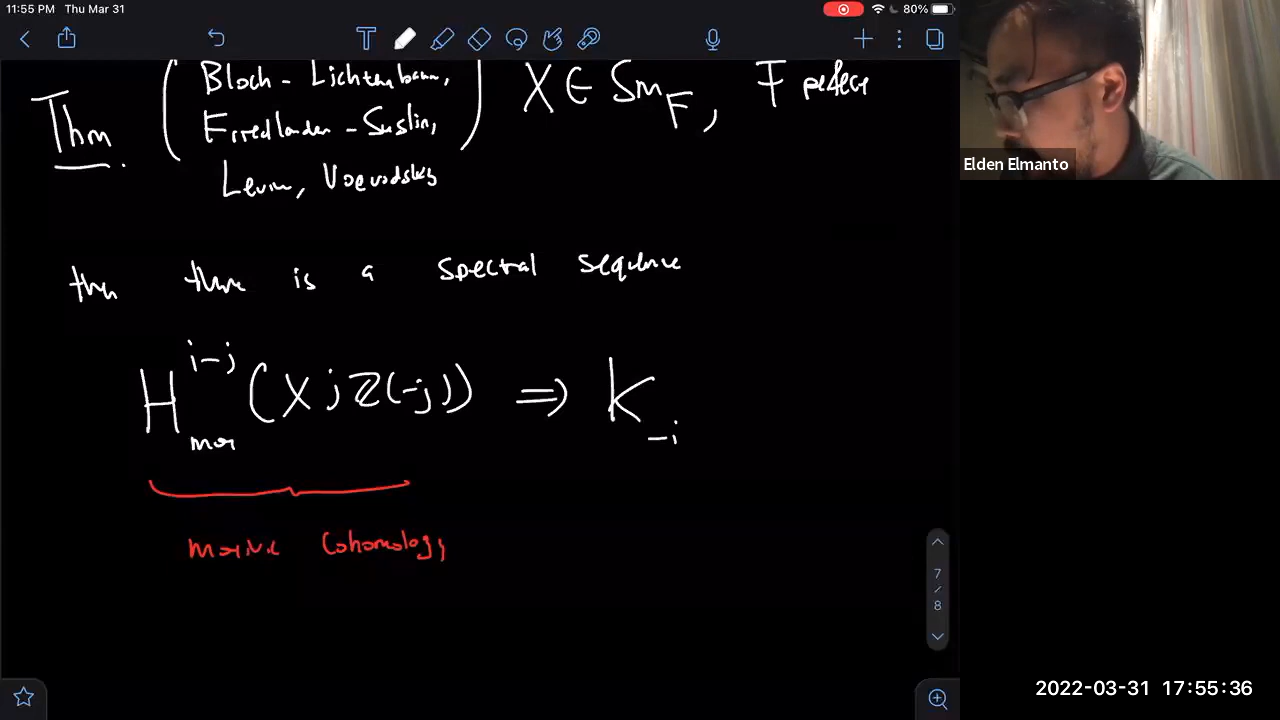 11:55 PM Thu Mar 31
80%
Thm. ( Bloch - Lichtenbaum,
Friedlander - Suslin,
Levine, Voevodsky ) X ∈ Sm_F, F perfect
then there is a spectral sequence
H^{i-j}_{mot} (X; ℤ(-j)) ⇒ K_{-i}
motivic cohomology
7 / 8
Elden Elmanto
2022-03-31 17:55:36